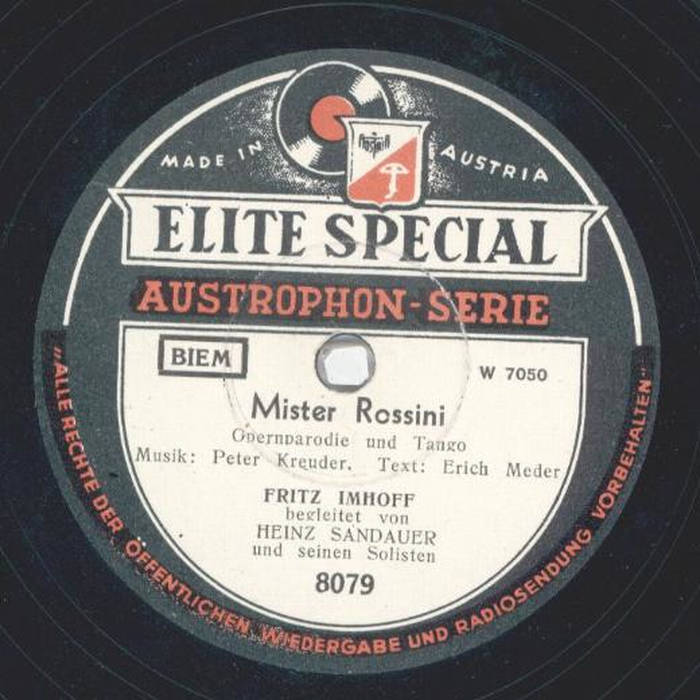 MADE IN AUSTRIA
Austria
ELITE SPECIAL
AUSTROPHON-SERIE
BIEM
W 7050
Mister Rossini
Opernparodie und Tango
Musik: Peter Kreuder. Text: Erich Meder
FRITZ IMHOFF
begleitet von
HEINZ SANDAUER
und seinen Solisten
8079
„ALLE RECHTE DER ÖFFENTLICHEN WIEDERGABE UND RADIOSENDUNG VORBEHALTEN"